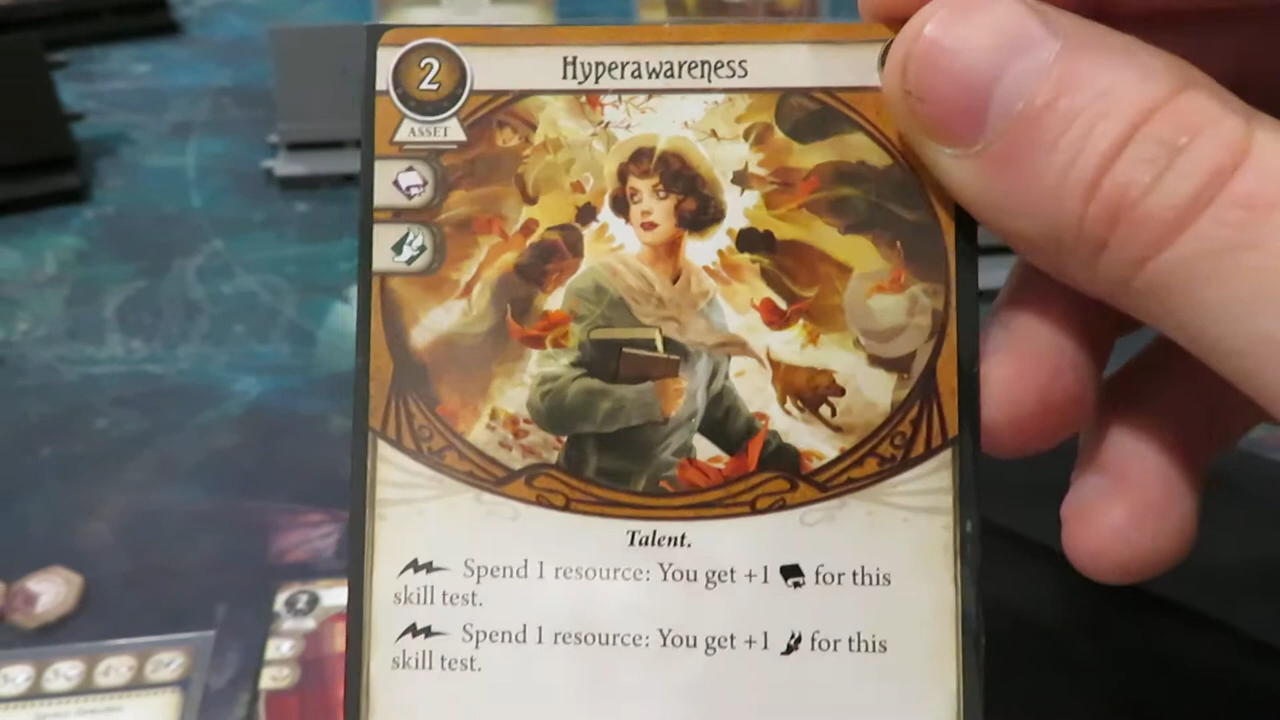 2
Hyperawareness
ASSET
Talent.
Spend 1 resource: You get +1 for this
skill test.
Spend 1 resource: You get +1 for this
skill test.
2